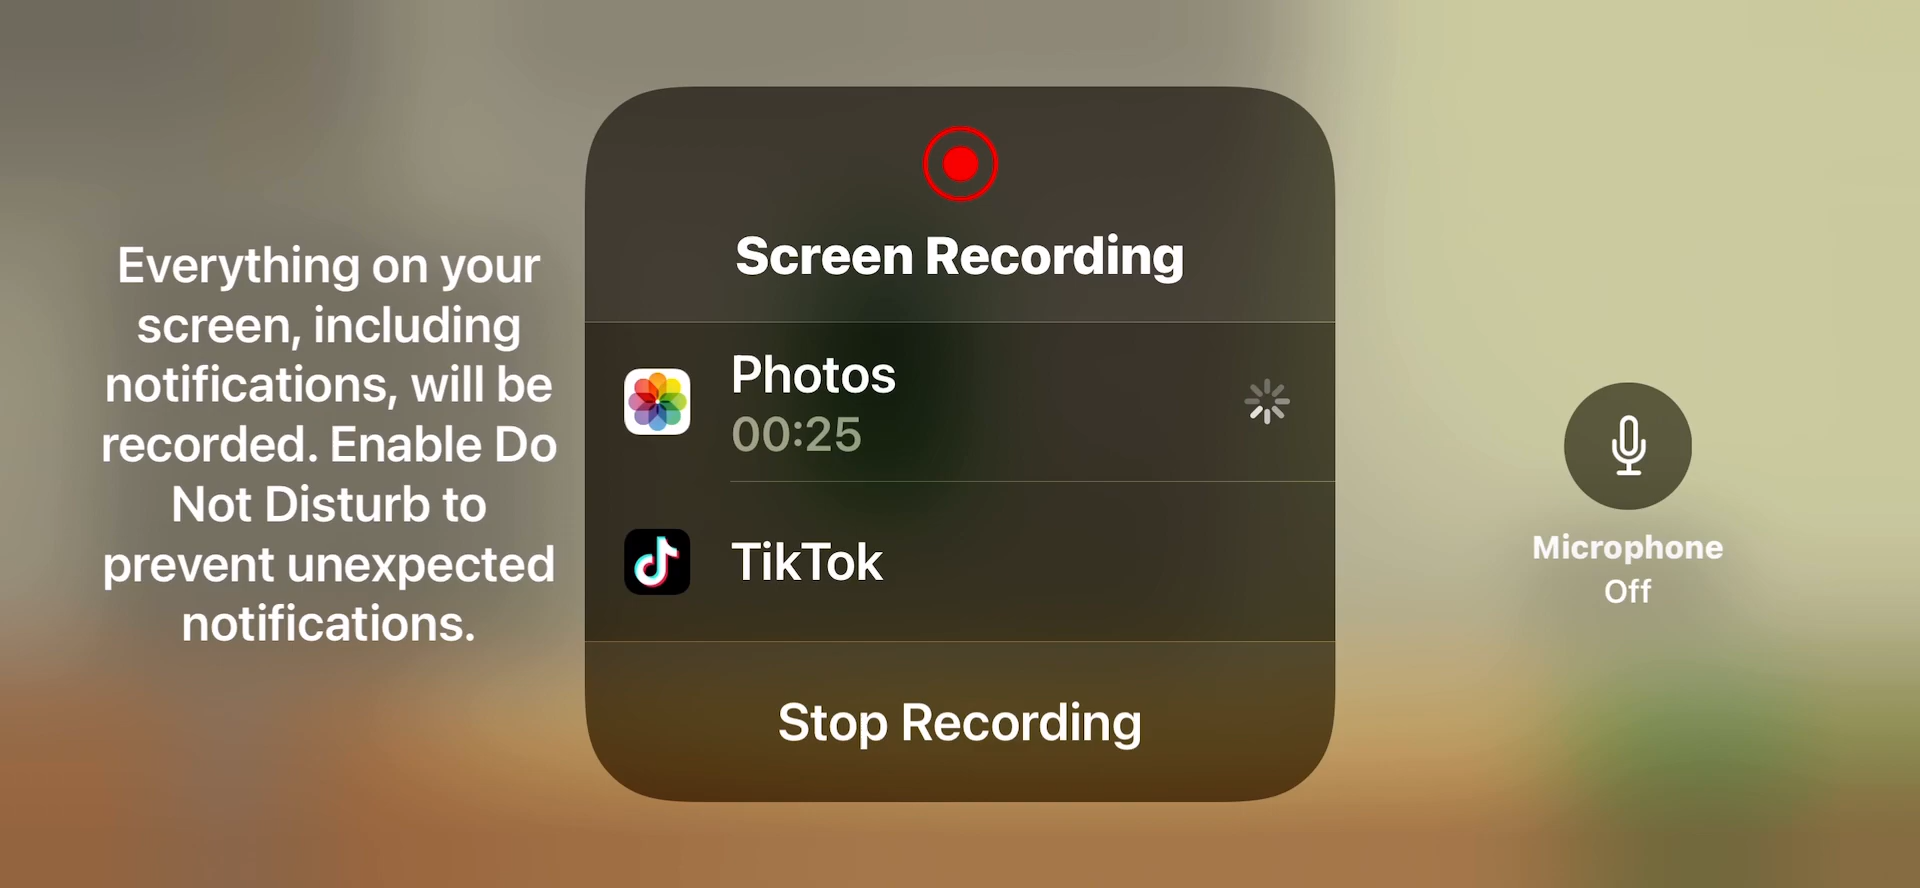 Everything on your
screen, including
notifications, will be
recorded. Enable Do
Not Disturb to
prevent unexpected
notifications.
Screen Recording
Photos
00:25
TikTok
Stop Recording
Microphone
Off